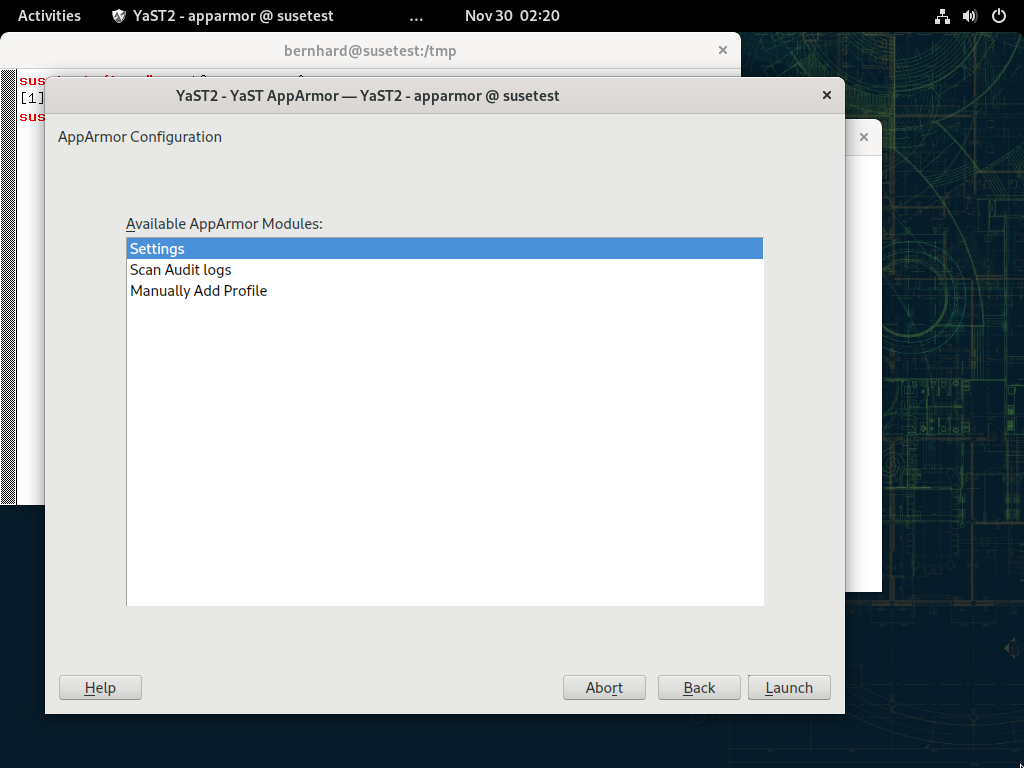 Activities YaST2 - apparmor @ susetest ... Nov 30 02:20
bernhard@susetest:/tmp
sus
[1]
sus
YaST2 - YaST AppArmor — YaST2 - apparmor @ susetest
AppArmor Configuration
Available AppArmor Modules:
Settings
Scan Audit logs
Manually Add Profile
Help Abort Back Launch